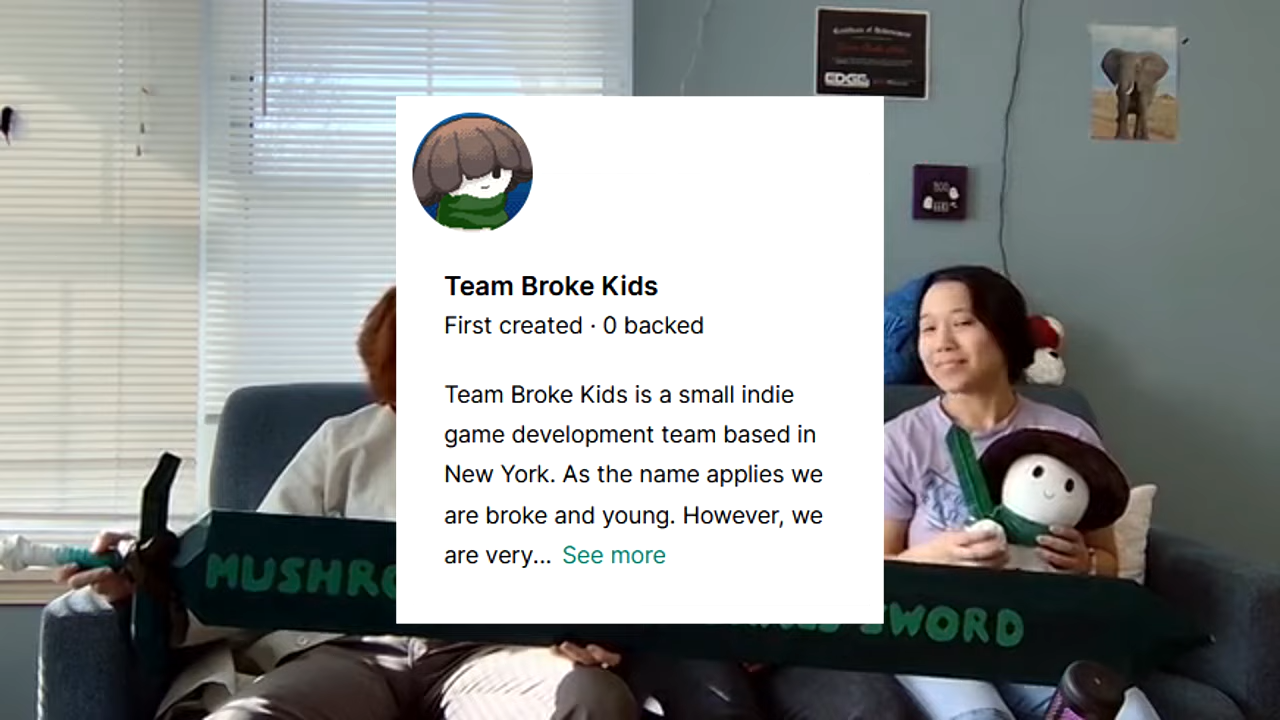 EDGE
Team Broke Kids
First created · 0 backed
Team Broke Kids is a small indie
game development team based in
New York. As the name applies we
are broke and young. However, we
are very... See more
SWORD